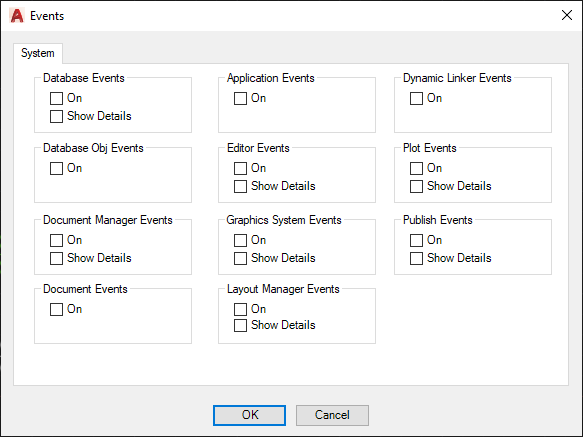 Events
System
Database Events
On
Show Details
Application Events
On
Dynamic Linker Events
On
Database Obj Events
On
Editor Events
On
Show Details
Plot Events
On
Show Details
Document Manager Events
On
Show Details
Graphics System Events
On
Show Details
Publish Events
On
Show Details
Document Events
On
Layout Manager Events
On
Show Details
OK
Cancel